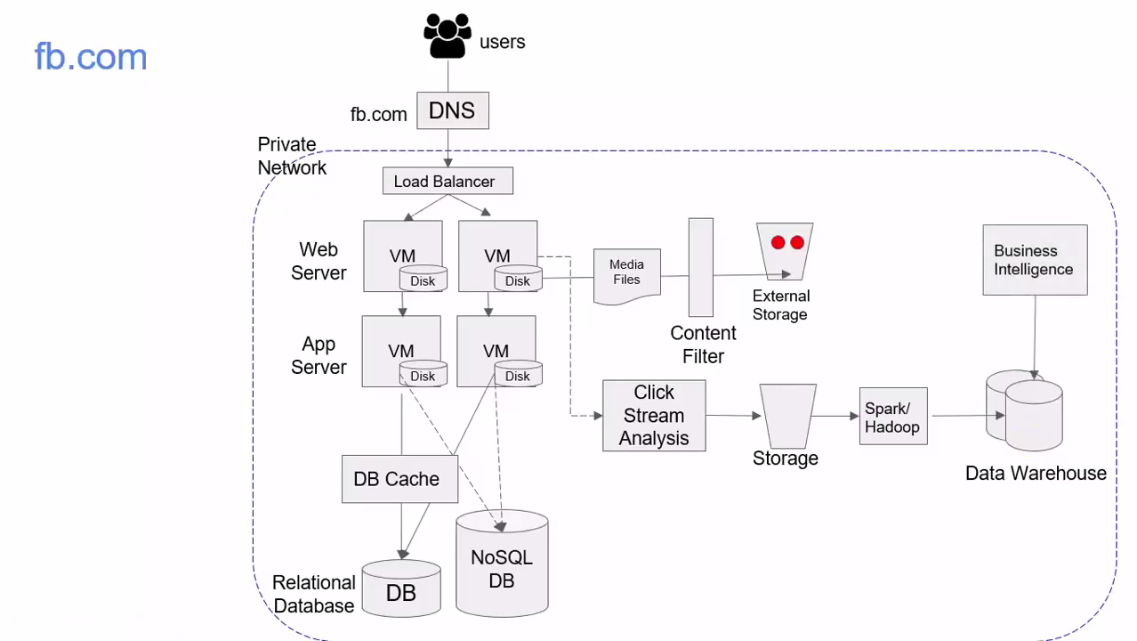 fb.com
users
fb.com
DNS
Private
Network
Load Balancer
Web
Server
VM
Disk
VM
Disk
Media
Files
Content
Filter
External
Storage
Business
Intelligence
App
Server
VM
Disk
VM
Disk
Click
Stream
Analysis
Storage
Spark/
Hadoop
Data Warehouse
DB Cache
Relational
Database
DB
NoSQL
DB